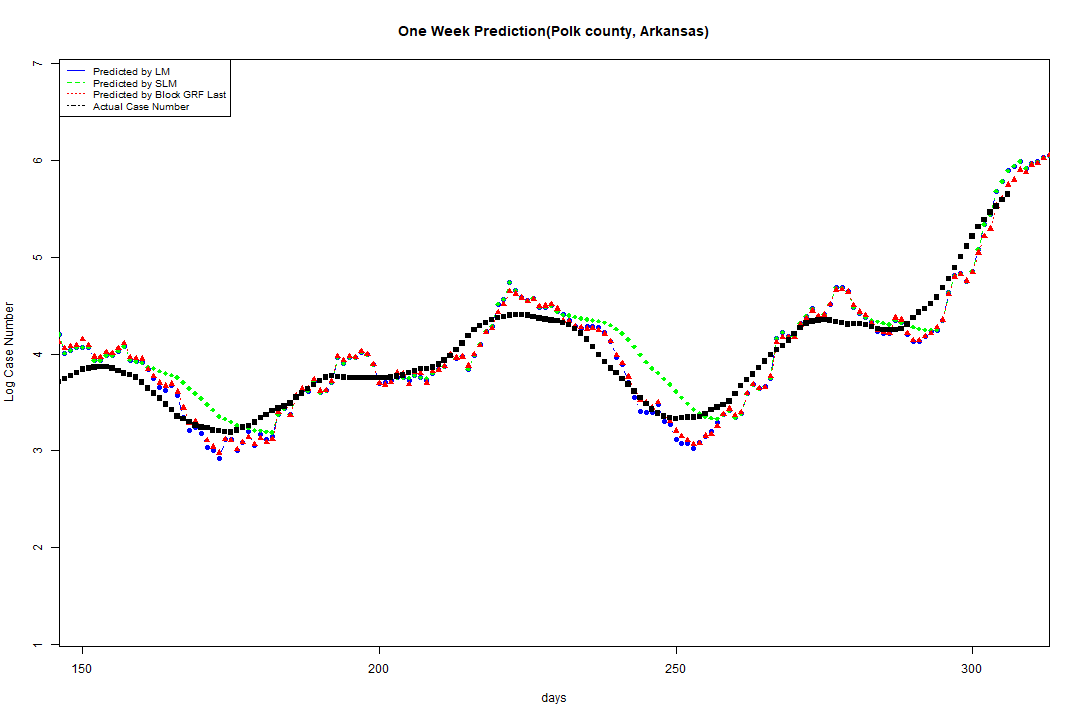 One Week Prediction(Polk county, Arkansas)
Predicted by LM
Predicted by SLM
Predicted by Block GRF Last
Actual Case Number
7
6
5
4
3
2
1
Log Case Number
150
200
250
300
days